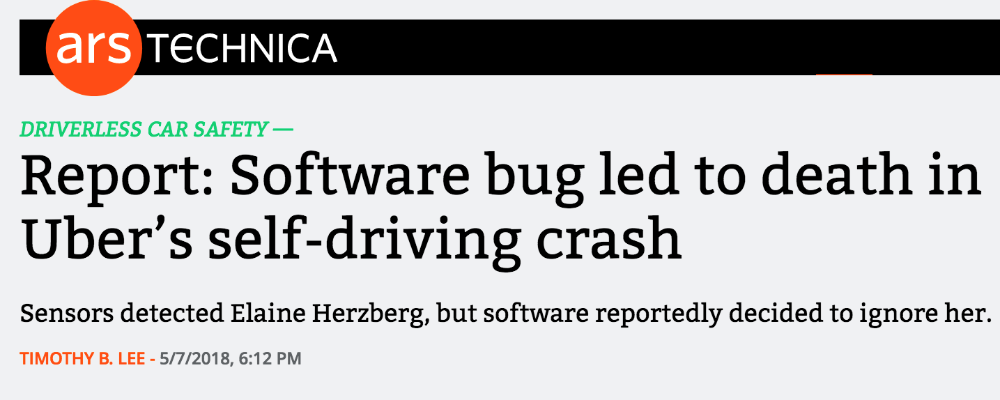 ars TECHNICA
DRIVERLESS CAR SAFETY —
Report: Software bug led to death in
Uber’s self-driving crash
Sensors detected Elaine Herzberg, but software reportedly decided to ignore her.
TIMOTHY B. LEE - 5/7/2018, 6:12 PM